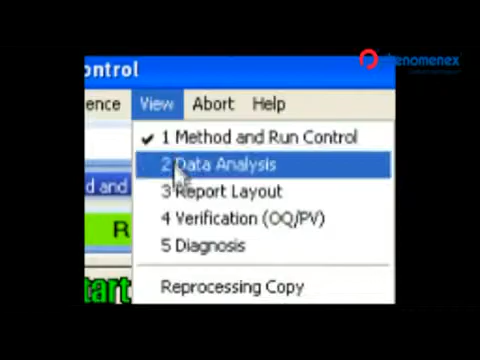 phenomenex
ontrol
ence View Abort Help
✓ 1 Method and Run Control
2 Data Analysis
d and
3 Report Layout
4 Verification (OQ/PV)
R
5 Diagnosis
tart
Reprocessing Copy